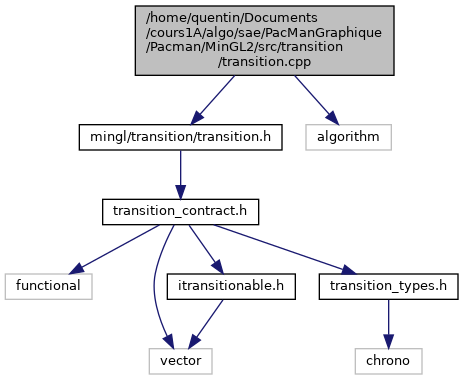 /home/quentin/Documents
/cours1A/algo/sae/PacManGraphique
/Pacman/MinGL2/src/transition
/transition.cpp
mingl/transition/transition.h
algorithm
transition_contract.h
functional
itransitionable.h
transition_types.h
vector
chrono